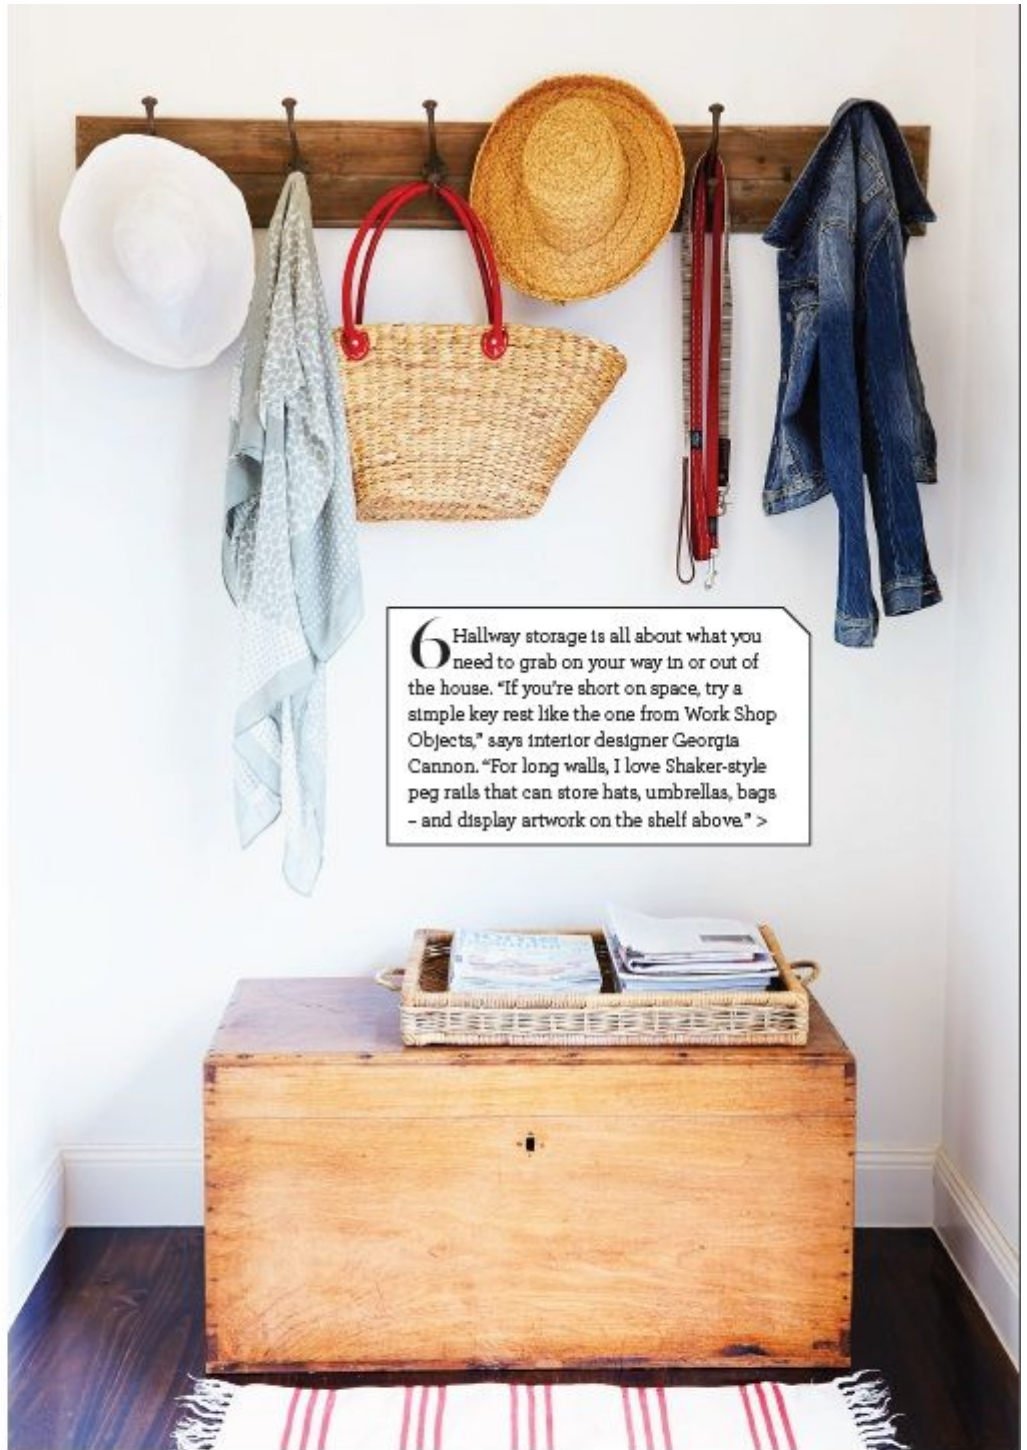 6 Hallway storage is all about what you
need to grab on your way in or out of
the house. “If you’re short on space, try a
simple key rest like the one from Work Shop
Objects,” says interior designer Georgia
Cannon. “For long walls, I love Shaker-style
peg rails that can store hats, umbrellas, bags
– and display artwork on the shelf above.” >
home